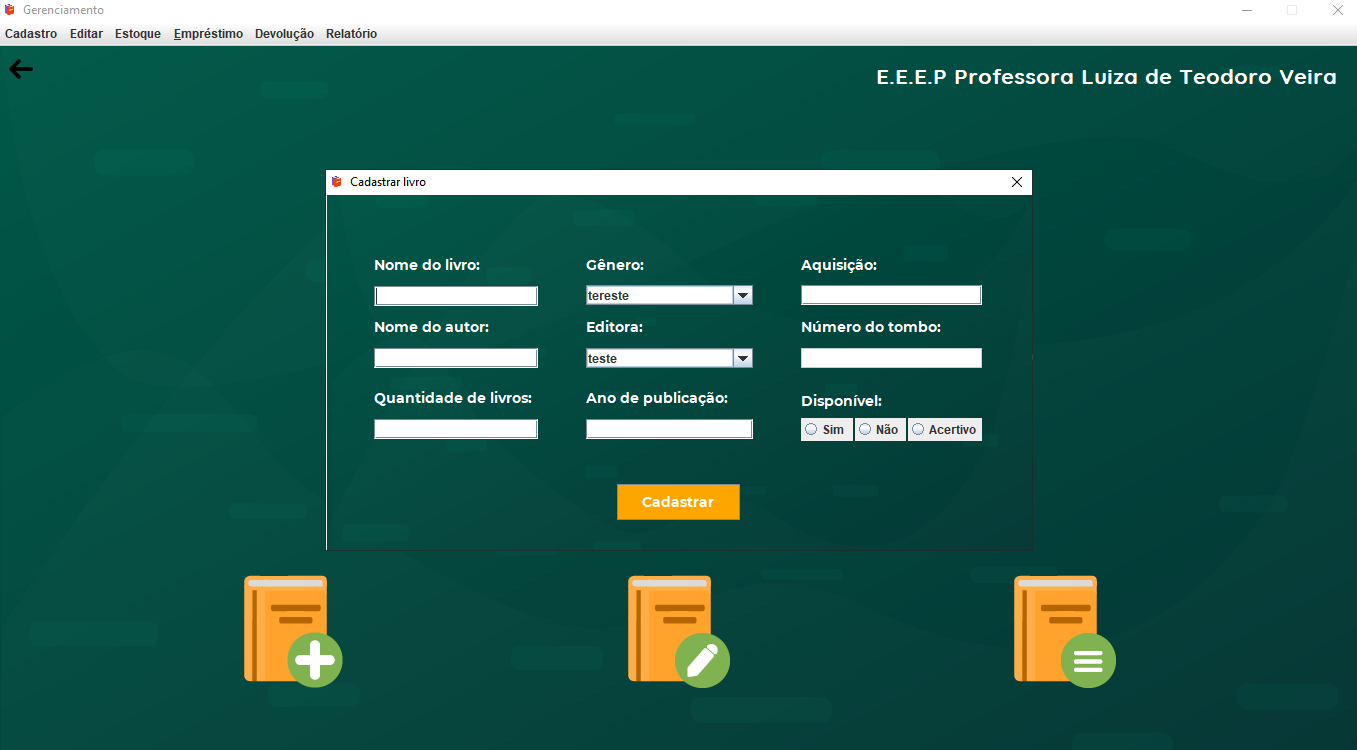 Gerenciamento
Cadastro Editar Estoque Empréstimo Devolução Relatório
E.E.E.P Professora Luiza de Teodoro Veira
Cadastrar livro
Nome do livro: Gênero: Aquisição:
tereste
Nome do autor: Editora: Número do tombo:
teste
Quantidade de livros: Ano de publicação: Disponível:
Sim Não Acertivo
Cadastrar